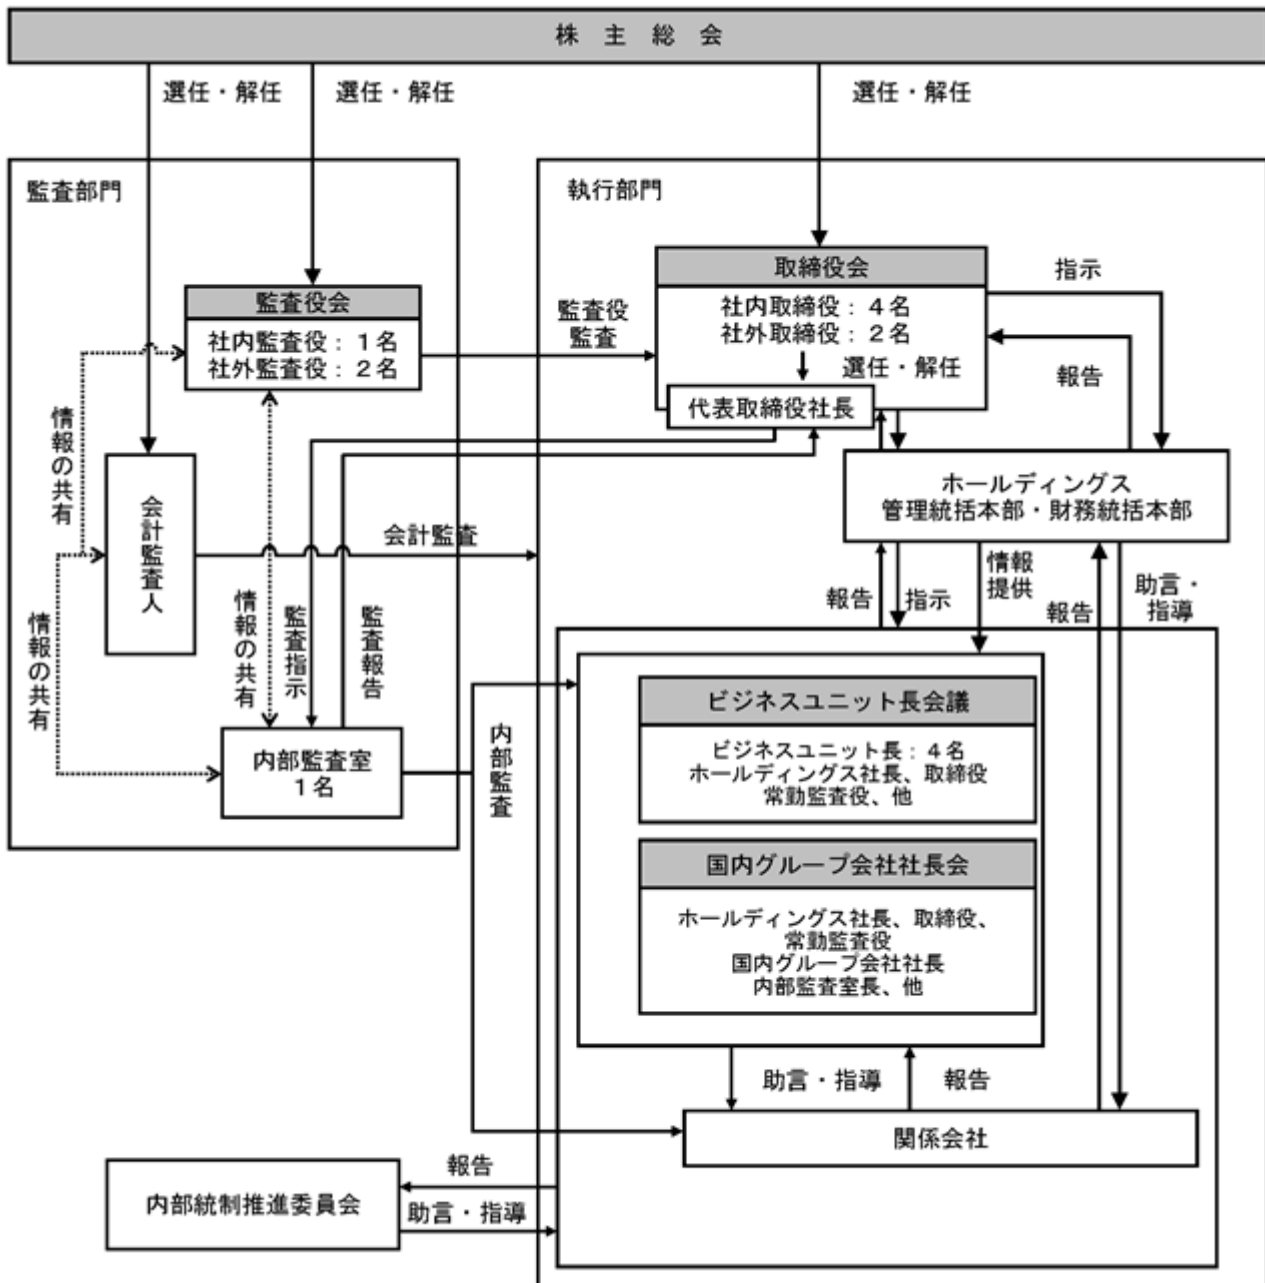 株 主 総 会
選任・解任
選任・解任
選任・解任
監査部門
執行部門
監査役会
社内監査役：１名
社外監査役：２名
監査役
監査
取締役会
社内取締役：４名
社外取締役：２名
選任・解任
代表取締役社長
指示
報告
情報の共有
会計監査人
会計監査
ホールディングス
管理統括本部・財務統括本部
情報の共有
情報の共有
監査指示
監査報告
報告
指示
情報
提供
報告
助言・
指導
内部監査室
１名
内部監査
ビジネスユニット長会議
ビジネスユニット長：４名
ホールディングス社長、取締役
常勤監査役、他
国内グループ会社社長会
ホールディングス社長、取締役、
常勤監査役
国内グループ会社社長
内部監査室長、他
助言・指導
報告
関係会社
内部統制推進委員会
報告
助言・指導